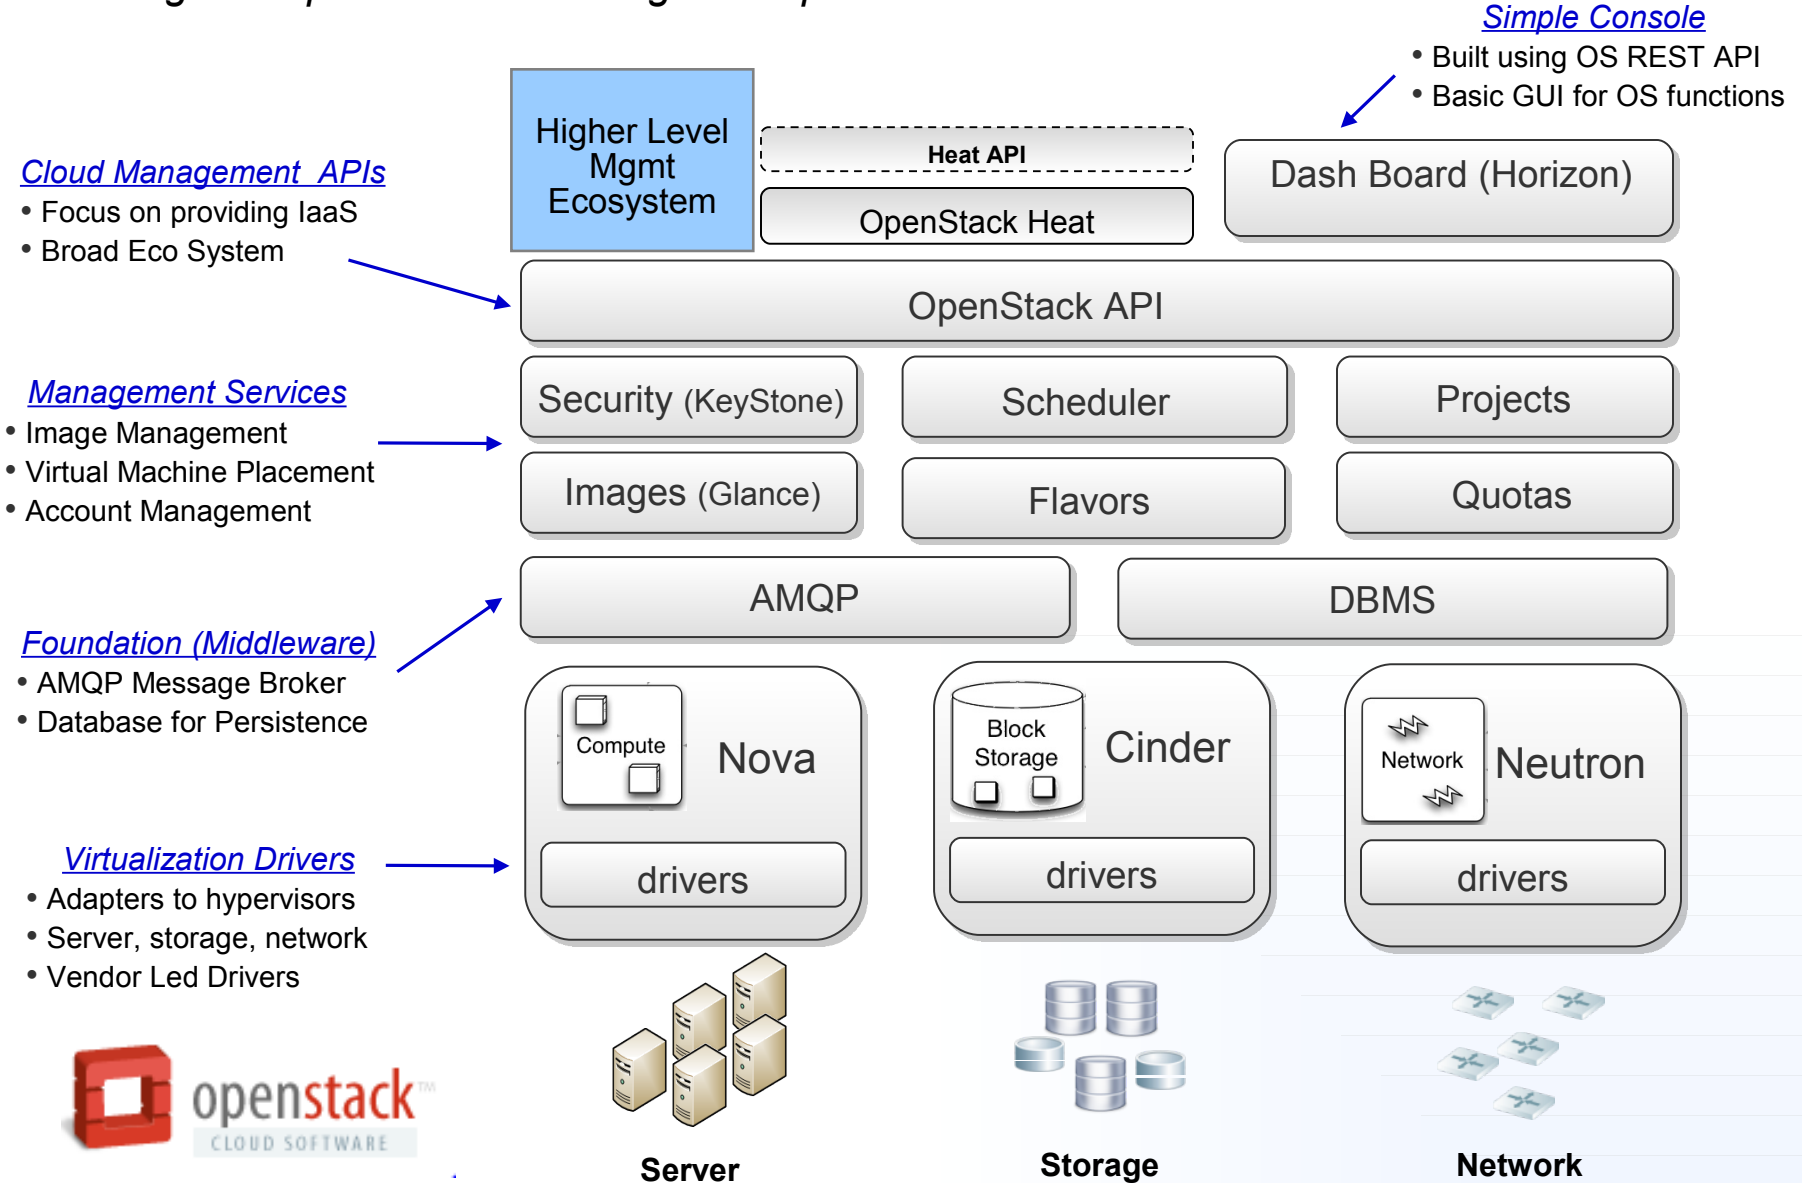 Simple Console
• Built using OS REST API
• Basic GUI for OS functions
Higher Level
Mgmt
Ecosystem
Heat API
OpenStack Heat
Dash Board (Horizon)
Cloud Management APIs
• Focus on providing IaaS
• Broad Eco System
OpenStack API
Management Services
• Image Management
• Virtual Machine Placement
• Account Management
Security (KeyStone)
Scheduler
Projects
Images (Glance)
Flavors
Quotas
AMQP
DBMS
Foundation (Middleware)
• AMQP Message Broker
• Database for Persistence
Compute
Nova
Block
Storage
Cinder
Network
Neutron
drivers
drivers
drivers
Virtualization Drivers
• Adapters to hypervisors
• Server, storage, network
• Vendor Led Drivers
openstack™
CLOUD SOFTWARE
Server
Storage
Network